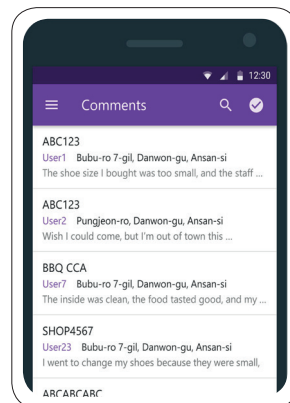 12:30
Comments
ABC123
User1 Bubu-ro 7-gil, Danwon-gu, Ansan-si
The shoe size I bought was too small, and the staff ...
ABC123
User2 Pungjeon-ro, Danwon-gu, Ansan-si
Wish I could come, but I'm out of town this ...
BBQ CCA
User7 Bubu-ro 7-gil, Danwon-gu, Ansan-si
The inside was clean, the food tasted good, and my ...
SHOP4567
User23 Bubu-ro 7-gil, Danwon-gu, Ansan-si
I went to change my shoes because they were small,
ABCABCABC